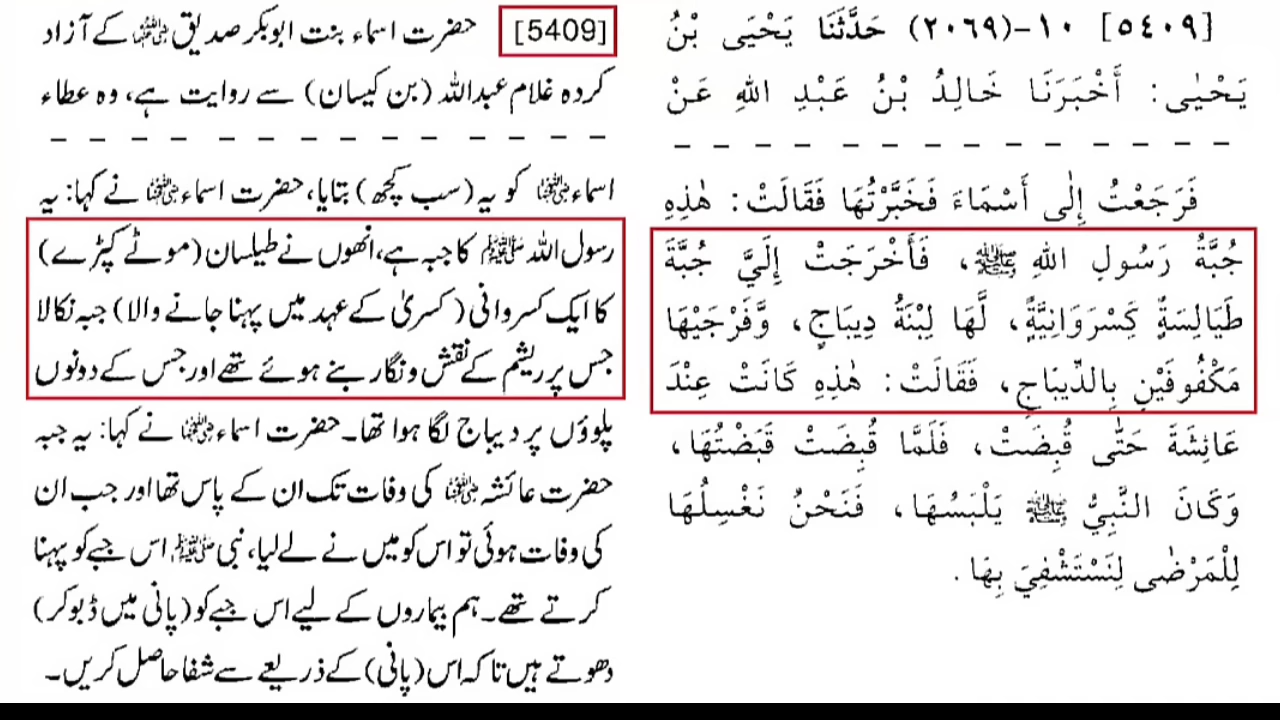 [٥٤٠٩] ١٠-(٢٠٦٩) حَدَّثَنَا يَحْيَى بْنُ
يَحْيٰى: أَخْبَرَنَا خَالِدُ بْنُ عَبْدِ اللهِ عَنْ
فَرَجَعْتُ إِلٰى أَسْمَاءَ فَخَبَّرْتُهَا فَقَالَتْ: هٰذِهِ
جُبَّةُ رَسُولِ اللهِ ﷺ، فَأَخْرَجَتْ إِلَيَّ جُبَّةَ
طَيَالِسَةٍ كِسْرَوَانِيَّةٍ، لَّهَا لِبْنَةُ دِيبَاجٍ، وَّفَرْجَيْهَا
مَكْفُوفَيْنِ بِالدِّيبَاجِ، فَقَالَتْ: هٰذِهِ كَانَتْ عِنْدَ
عَائِشَةَ حَتّٰى قُبِضَتْ، فَلَمَّا قُبِضَتْ قَبَضْتُهَا،
وَكَانَ النَّبِيُّ ﷺ يَلْبَسُهَا، فَنَحْنُ نَغْسِلُهَا
لِلْمَرْضٰى لِنَسْتَشْفِيَ بِهَا.
[5409] حضرت اسماء بنت ابوبکر صدیق رضی اللہ عنہا کے آزاد
کردہ غلام عبداللہ (بن کیسان) سے روایت ہے، وہ عطاء
اسماء رضی اللہ عنہا کو یہ (سب کچھ) بتایا، حضرت اسماء رضی اللہ عنہا نے کہا: یہ
رسول اللہ ﷺ کا جبہ ہے، انھوں نے طیلسان (موٹے کپڑے)
کا ایک کسروانی (کسریٰ کے عہد میں پہنا جانے والا) جبہ نکالا
جس پر ریشم کے نقش و نگار بنے ہوئے تھے اور جس کے دونوں
پلوؤں پر دیباج لگا ہوا تھا۔ حضرت اسماء رضی اللہ عنہا نے کہا: یہ جبہ
حضرت عائشہ رضی اللہ عنہا کی وفات تک ان کے پاس تھا اور جب ان
کی وفات ہوئی تو اس کو میں نے لے لیا، نبی ﷺ اس جبے کو پہنا
کرتے تھے۔ ہم بیماروں کے لیے اس جبے کو (پانی میں ڈبو کر)
دھوتے ہیں تاکہ اس (پانی) کے ذریعے سے شفا حاصل کریں۔